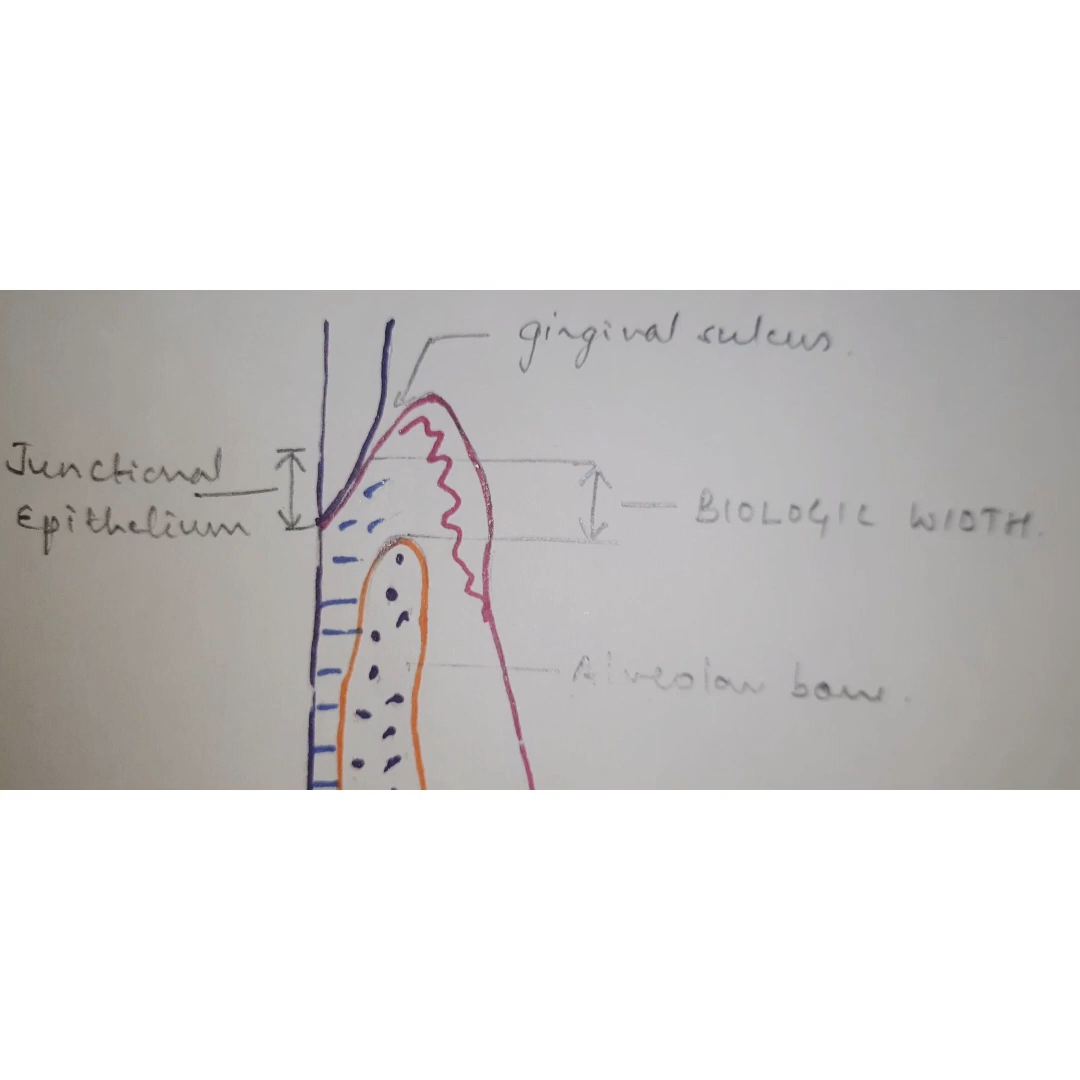 gingival sulcus.
Junctional
Epithelium
BIOLOGIC WIDTH.
Alveolar bone.